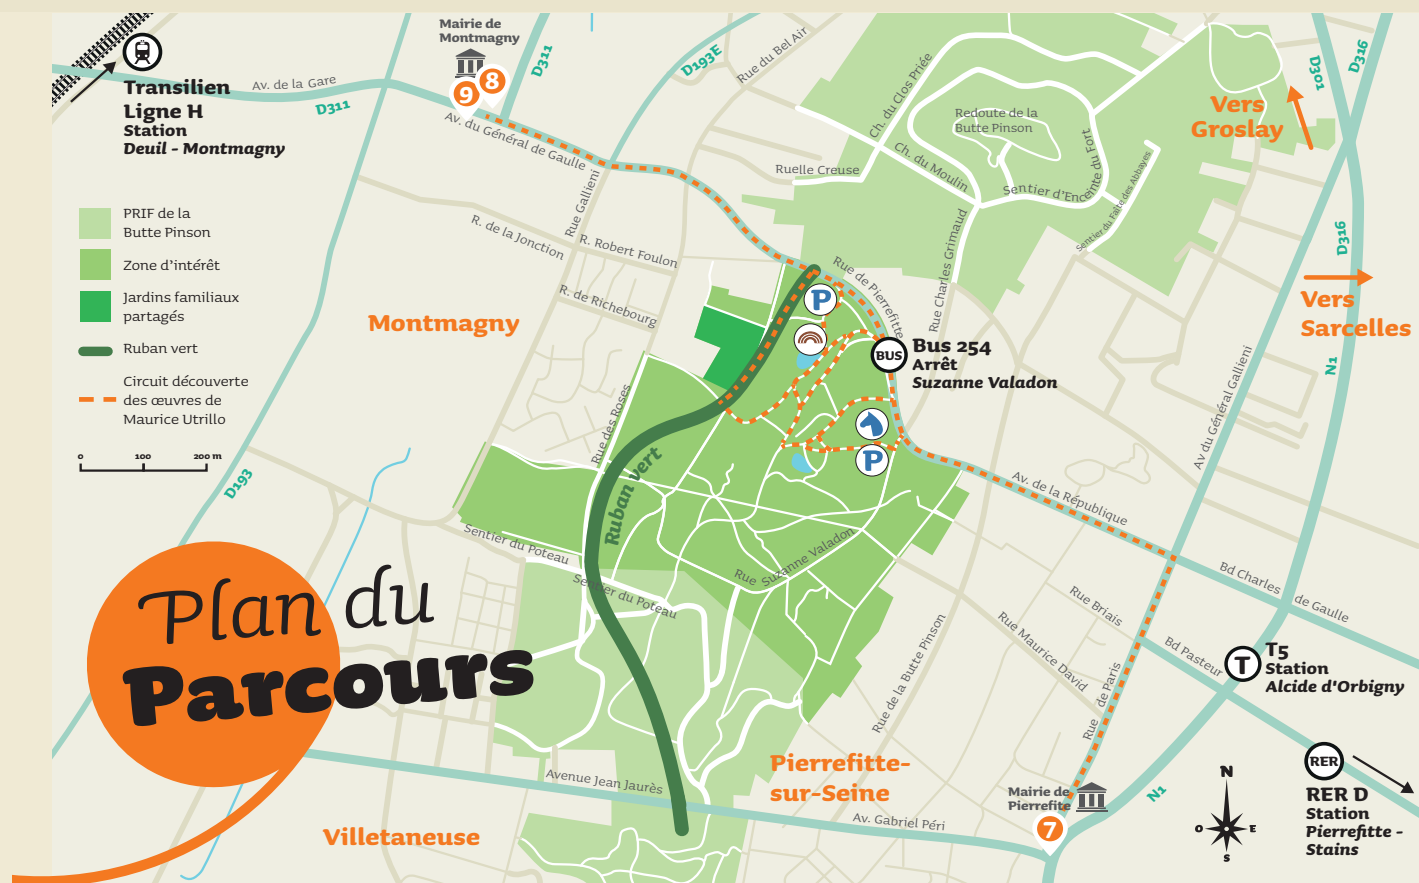 Mairie de
Montmagny
8
9
D311
D193E
Rue du Bel Air
D301
D316
Av. de la Gare
D311
Transilien
Ligne H
Station
Deuil - Montmagny
Av. du Général de Gaulle
Ch. du Clos Priée
Redoute de la
Butte Pinson
Vers
Groslay
Ruelle Creuse
Ch. du Moulin
Sentier d'Enceinte du Fort
Sentier du Faîte des Abbayes
PRIF de la
Butte Pinson
Zone d'intérêt
Jardins familiaux
partagés
Ruban vert
Circuit découverte
des œuvres de
Maurice Utrillo
0 100 200 m
Rue Gallieni
R. de la Jonction
R. Robert Foulon
R. de Richebourg
Rue de Pierrefitte
Rue Charles Grimaud
D316
Vers
Sarcelles
Montmagny
P
BUS
Bus 254
Arrêt
Suzanne Valadon
N1
Av du Général Gallieni
Rue des Roses
P
Ruban vert
D193
Av. de la République
Sentier du Poteau
Sentier du Poteau
Rue Suzanne Valadon
Bd Charles de Gaulle
Plan du
Parcours
Rue Briais
Rue Maurice David
Bd Pasteur
T
T5
Station
Alcide d'Orbigny
Rue de la Butte Pinson
Rue de Paris
Pierrefitte-
sur-Seine
Avenue Jean Jaurès
Av. Gabriel Péri
Villetaneuse
Mairie de
Pierrefite
7
N1
N
O E
S
RER
RER D
Station
Pierrefitte -
Stains